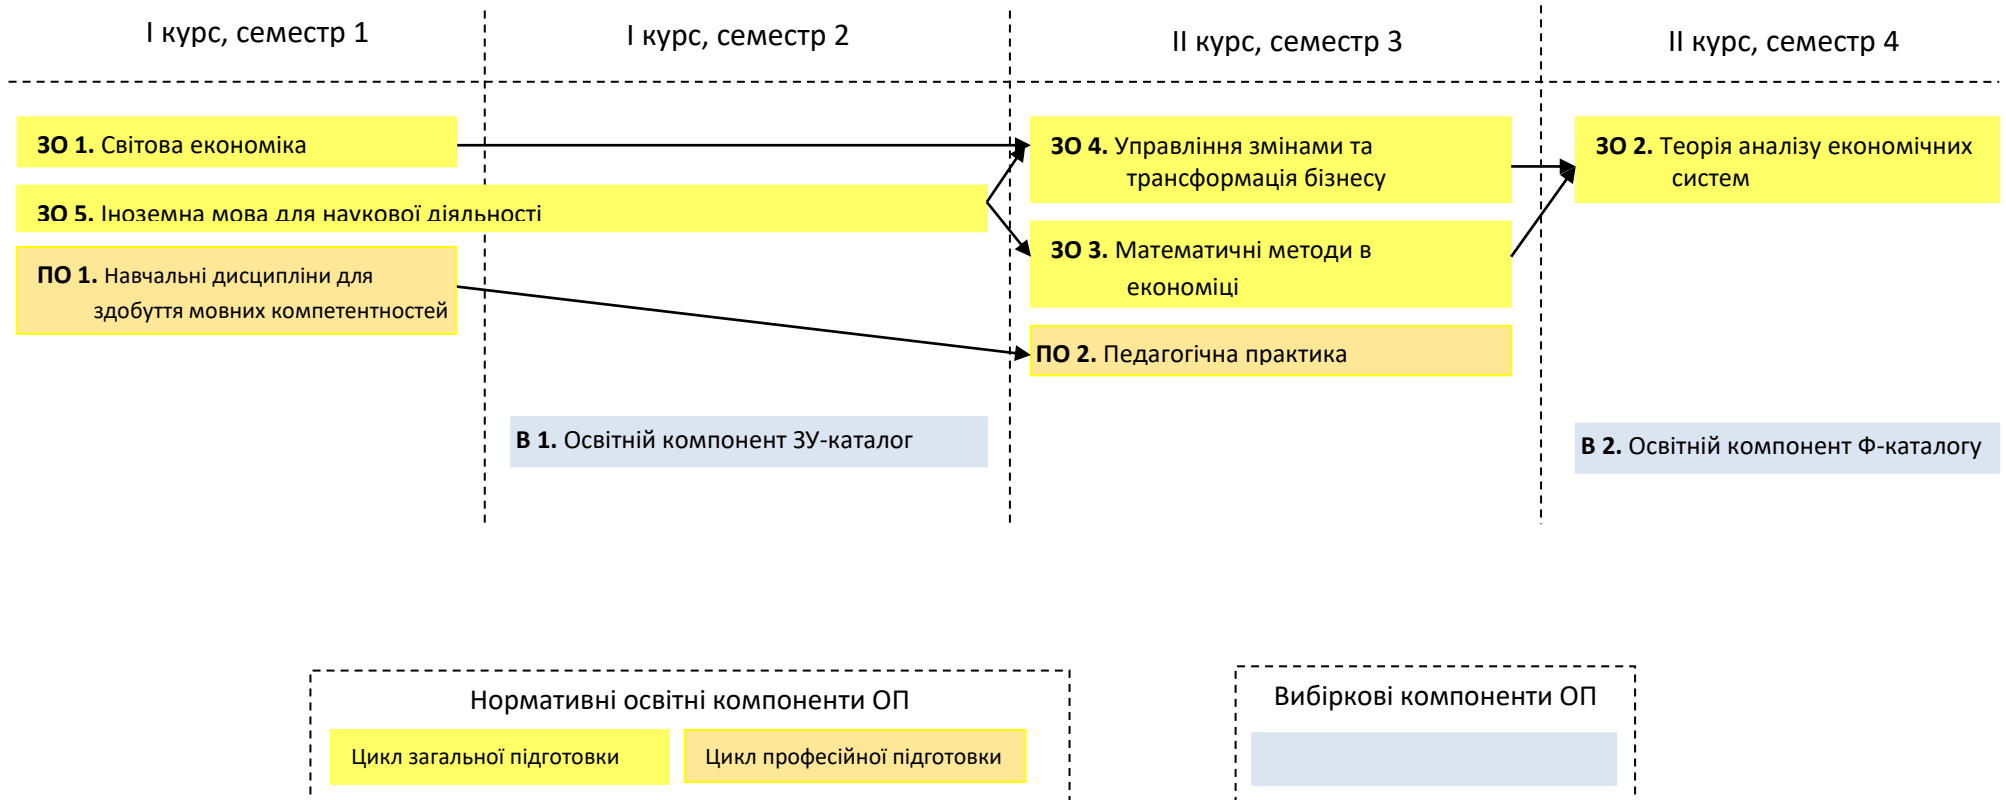 І курс, семестр 1
І курс, семестр 2
ІІ курс, семестр 3
ІІ курс, семестр 4
ЗО 1. Світова економіка
ЗО 5. Іноземна мова для наукової діяльності
ПО 1. Навчальні дисципліни для
здобуття мовних компетентностей
В 1. Освітній компонент ЗУ-каталог
ЗО 4. Управління змінами та
трансформація бізнесу
ЗО 3. Математичні методи в
економіці
ПО 2. Педагогічна практика
ЗО 2. Теорія аналізу економічних
систем
В 2. Освітній компонент Ф-каталогу
Нормативні освітні компоненти ОП
Цикл загальної підготовки
Цикл професійної підготовки
Вибіркові компоненти ОП